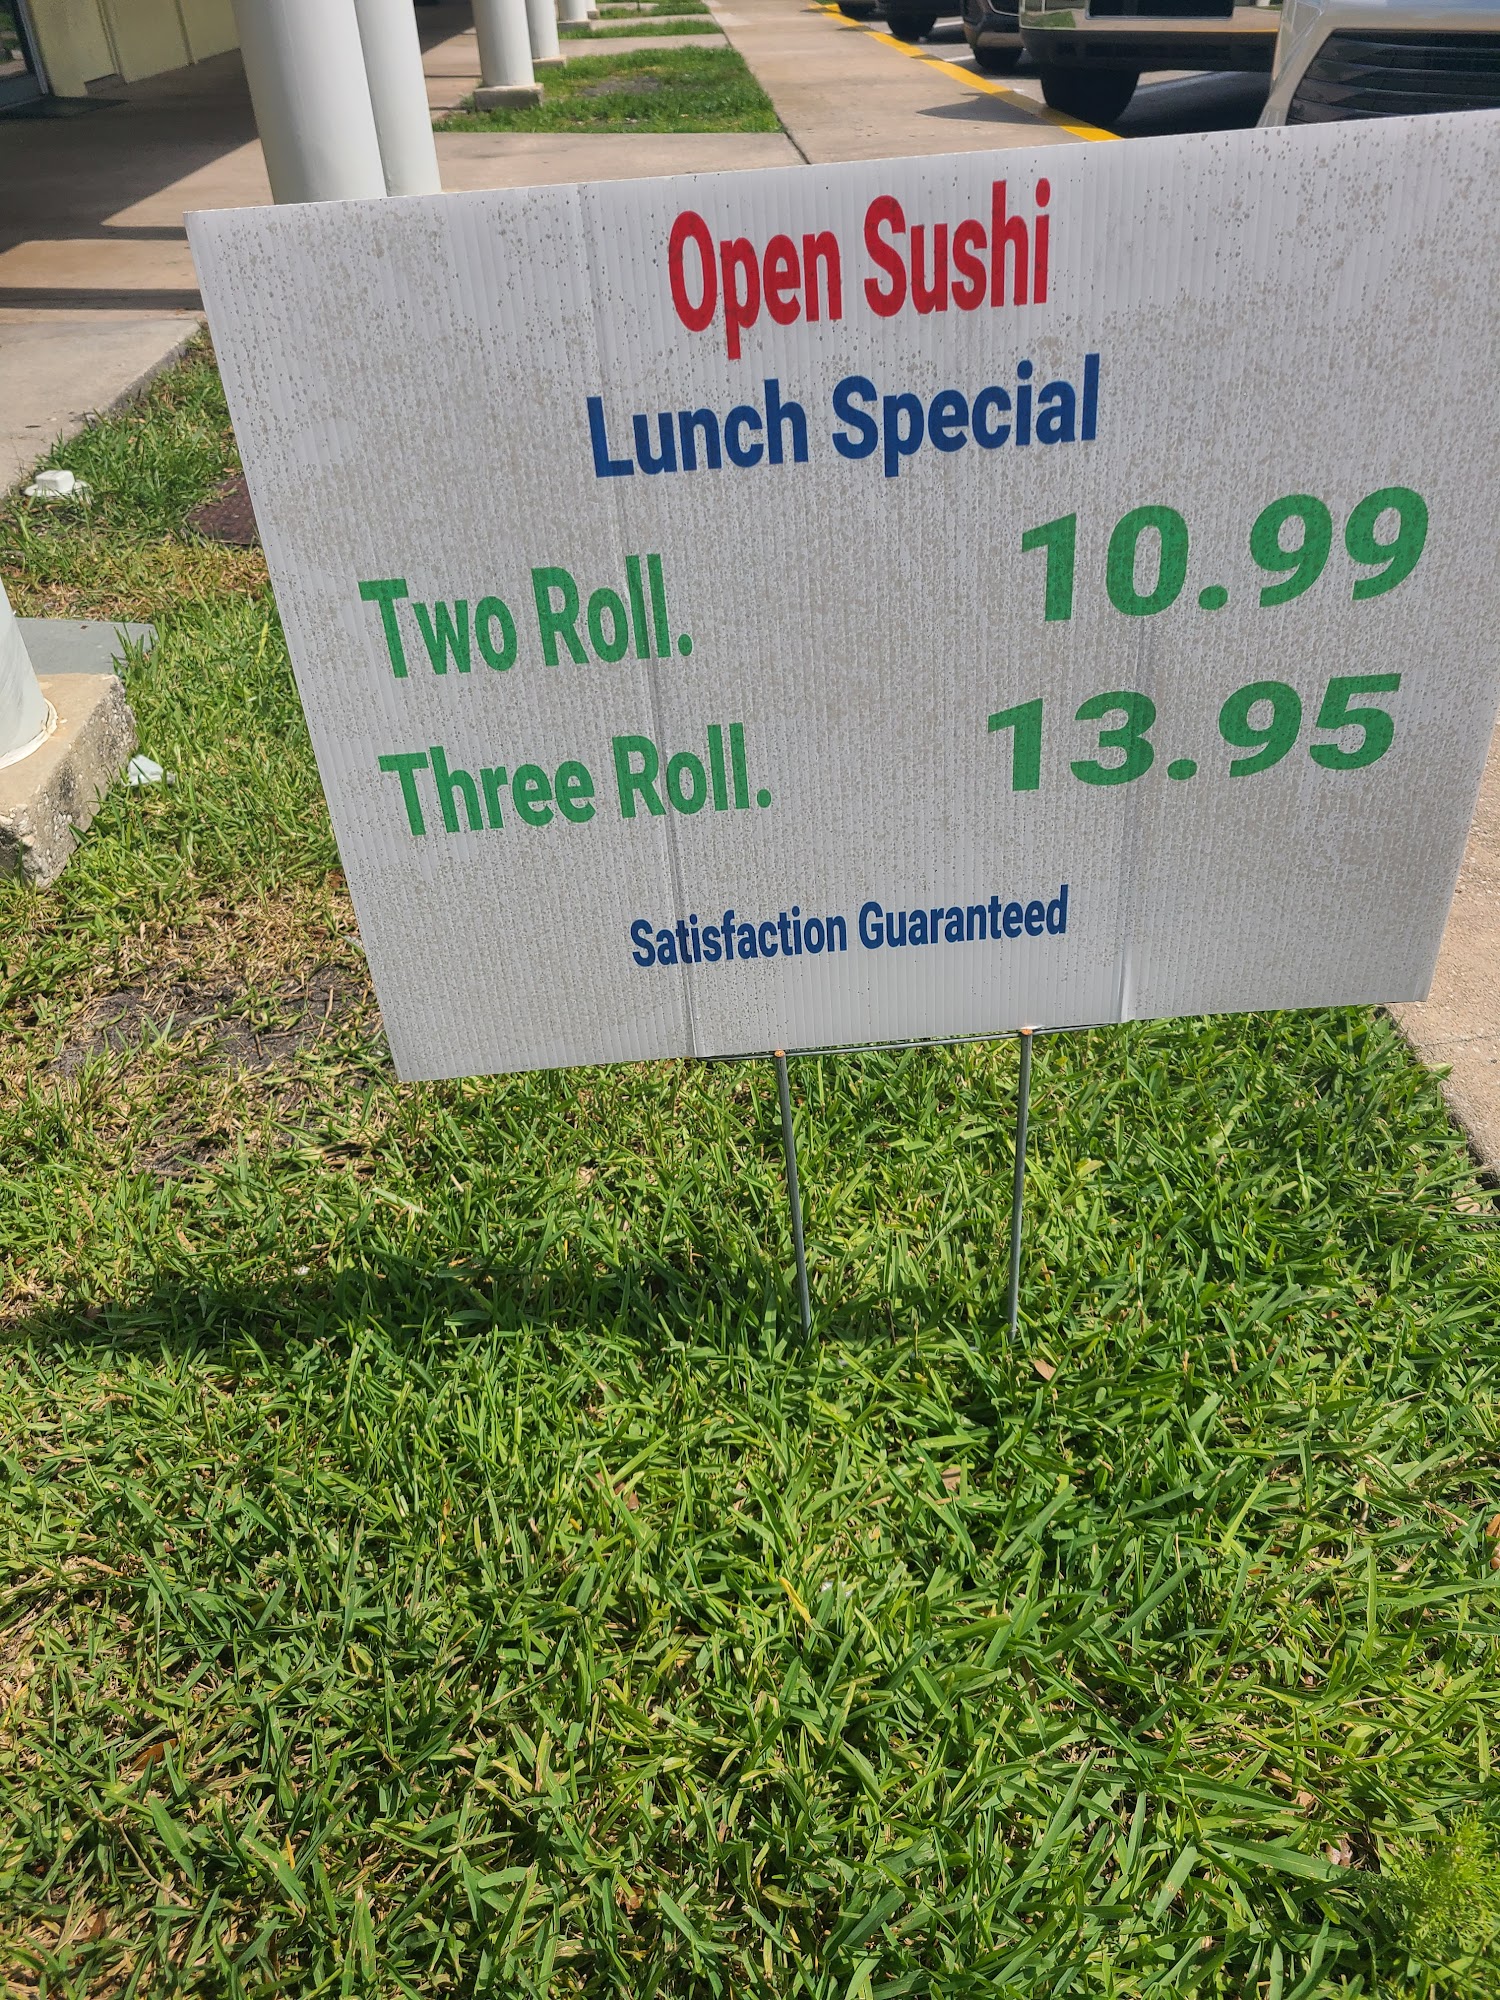 Open Sushi
Lunch Special
Two Roll. 10.99
Three Roll. 13.95
Satisfaction Guaranteed